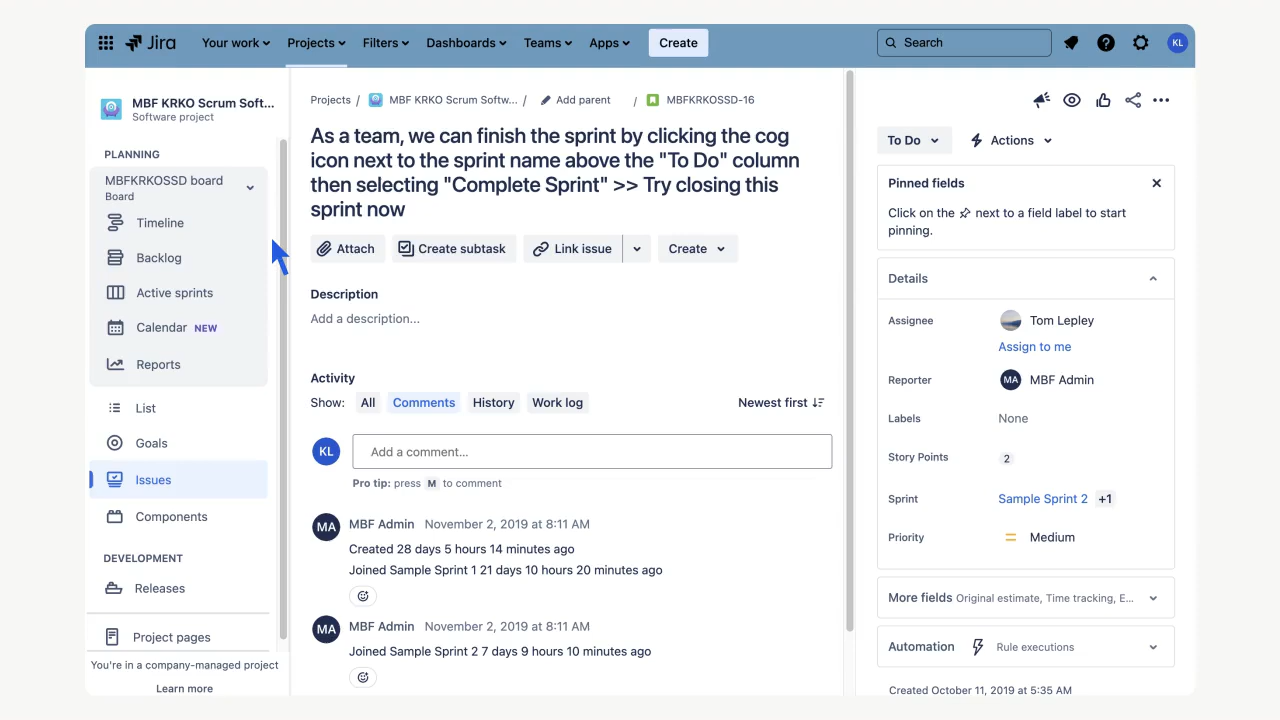 Jira
Your work
Projects
Filters
Dashboards
Teams
Apps
Create
Search
KL
MBF KRKO Scrum Soft...
Software project
PLANNING
MBFKRKOSSD board
Board
Timeline
Backlog
Active sprints
Calendar NEW
Reports
List
Goals
Issues
Components
DEVELOPMENT
Releases
Project pages
You're in a company-managed project
Learn more
Projects / MBF KRKO Scrum Softw... / Add parent / MBFKRKOSSD-16
As a team, we can finish the sprint by clicking the cog
icon next to the sprint name above the "To Do" column
then selecting "Complete Sprint" >> Try closing this
sprint now
Attach
Create subtask
Link issue
Create
Description
Add a description...
Activity
Show: All Comments History Work log
Newest first
KL
Add a comment...
Pro tip: press M to comment
MA
MBF Admin November 2, 2019 at 8:11 AM
Created 28 days 5 hours 14 minutes ago
Joined Sample Sprint 1 21 days 10 hours 20 minutes ago
MA
MBF Admin November 2, 2019 at 8:11 AM
Joined Sample Sprint 2 7 days 9 hours 10 minutes ago
To Do
Actions
Pinned fields
Click on the next to a field label to start
pinning.
Details
Assignee Tom Lepley
Assign to me
Reporter MA MBF Admin
Labels None
Story Points 2
Sprint Sample Sprint 2 +1
Priority Medium
More fields Original estimate, Time tracking, E...
Automation Rule executions
Created October 11, 2019 at 5:35 AM